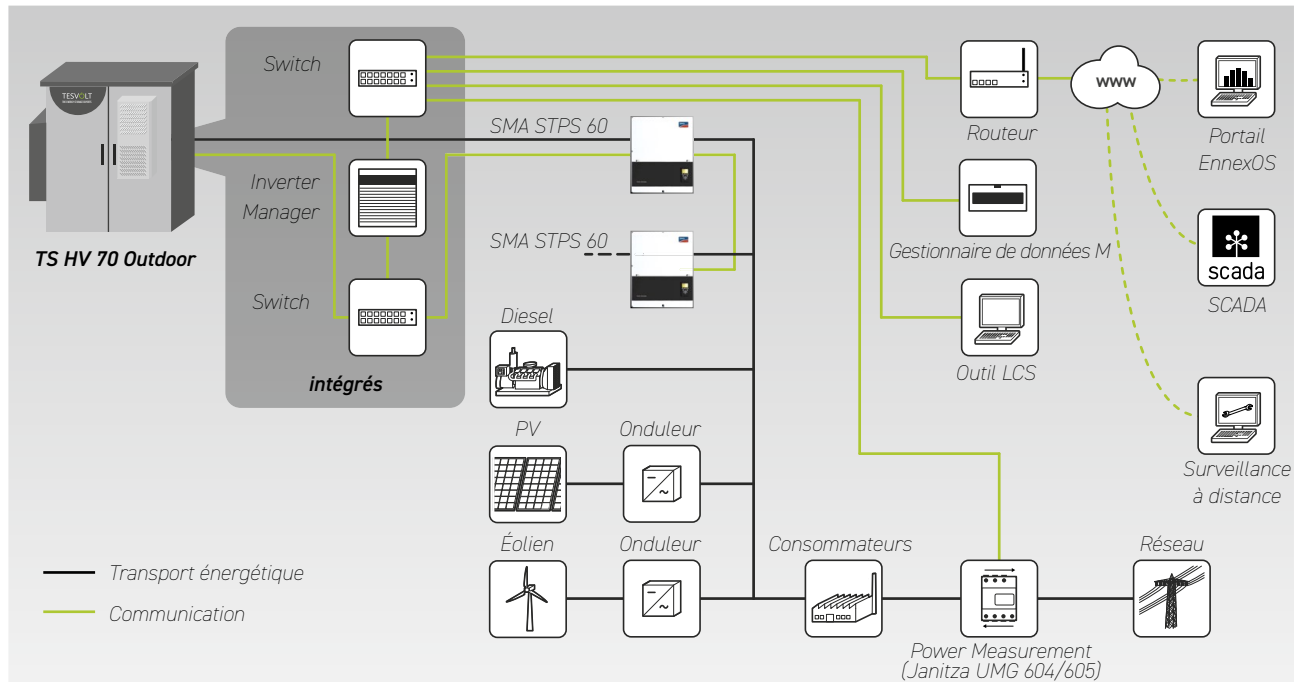 Switch
TESVOLT
SMA STPS 60
www
Routeur
Portail
EnnexOS
Inverter
Manager
TS HV 70 Outdoor
SMA STPS 60
Gestionnaire de données M
scada
SCADA
Switch
Diesel
intégrés
Outil LCS
PV
Onduleur
Surveillance
à distance
Éolien
Onduleur
Consommateurs
Réseau
Transport énergétique
Communication
Power Measurement
(Janitza UMG 604/605)